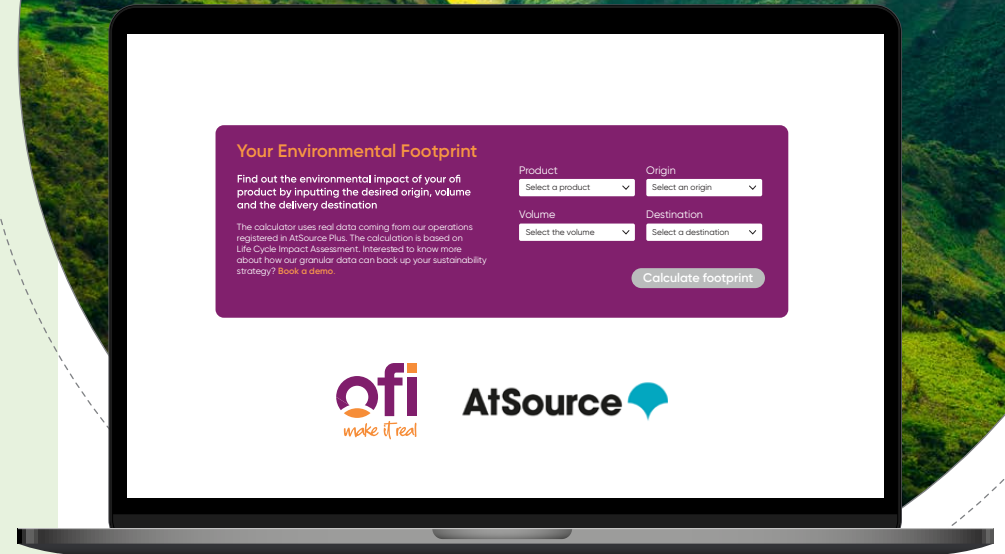 Your Environmental Footprint
Find out the environmental impact of your ofi
product by inputting the desired origin, volume
and the delivery destination
The calculator uses real data coming from our operations
registered in AtSource Plus. The calculation is based on
Life Cycle Impact Assessment. Interested to know more
about how our granular data can back up your sustainability
strategy? Book a demo.
Product
Select a product
Origin
Select an origin
Volume
Select the volume
Destination
Select a destination
Calculate footprint
ofi
make it real
AtSource